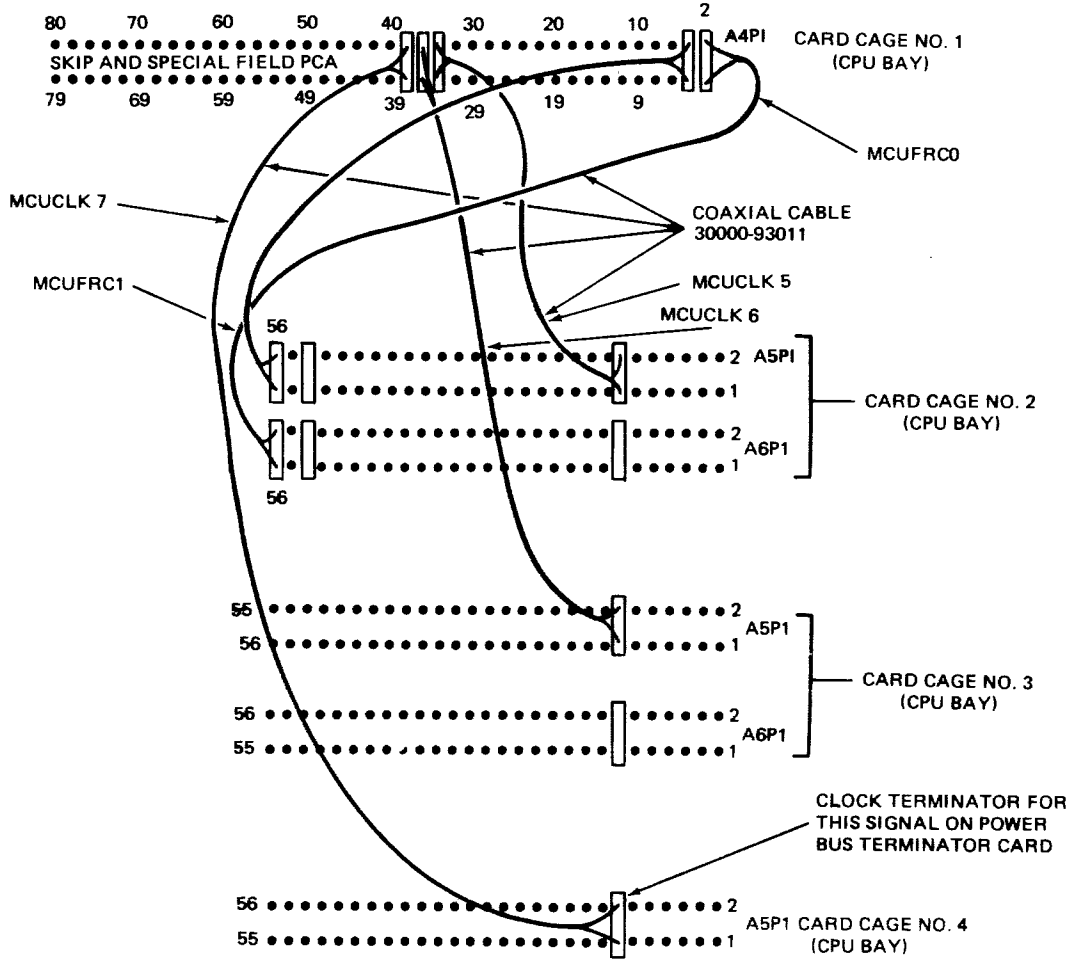 80 70 60 50 40 30 20 10 2
A4PI
CARD CAGE NO. 1
(CPU BAY)
SKIP AND SPECIAL FIELD PCA
79 69 59 49 39 29 19 9
MCUFRC0
MCUCLK 7
COAXIAL CABLE
30000-93011
MCUFRC1
MCUCLK 5
MCUCLK 6
56
2 A5PI
1
CARD CAGE NO. 2
(CPU BAY)
2
A6P1
1
56
55 2
A5P1
56 1
CARD CAGE NO. 3
(CPU BAY)
56 2
A6P1
55 1
CLOCK TERMINATOR FOR
THIS SIGNAL ON POWER
BUS TERMINATOR CARD
56 2
A5P1 CARD CAGE NO. 4
55 1
(CPU BAY)